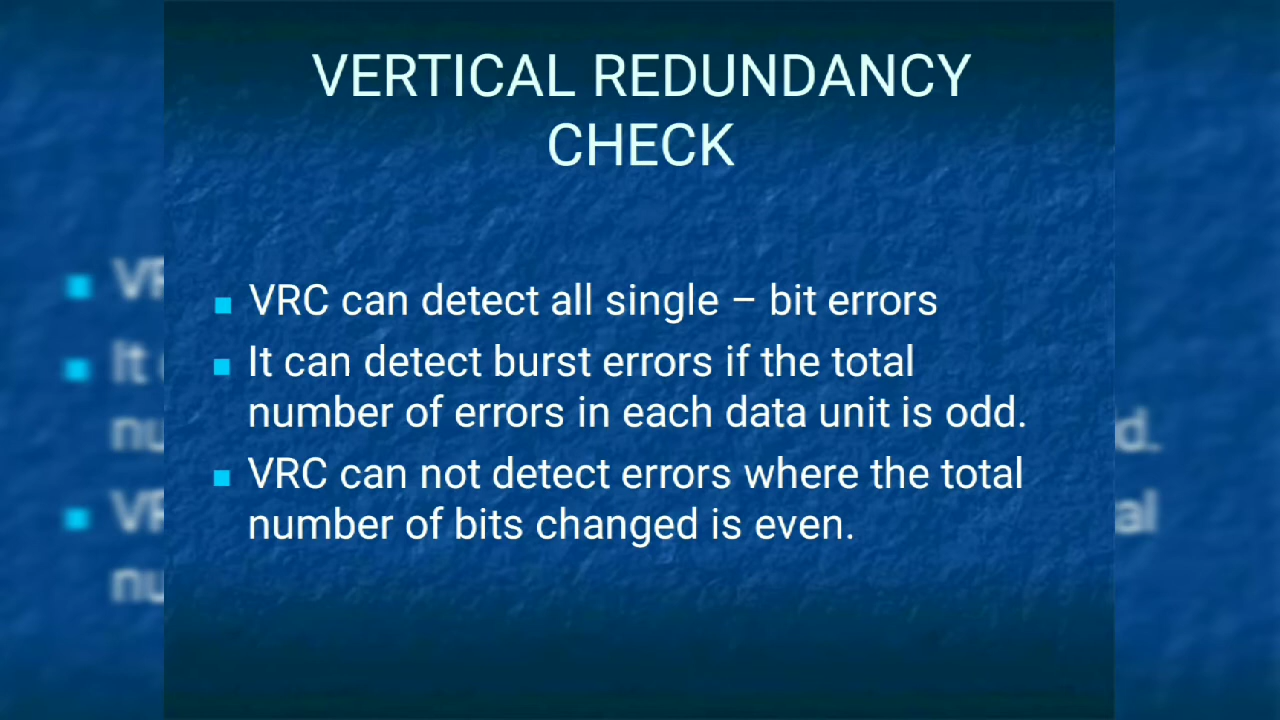 VERTICAL REDUNDANCY
CHECK
VRC can detect all single – bit errors
It can detect burst errors if the total
number of errors in each data unit is odd.
VRC can not detect errors where the total
number of bits changed is even.